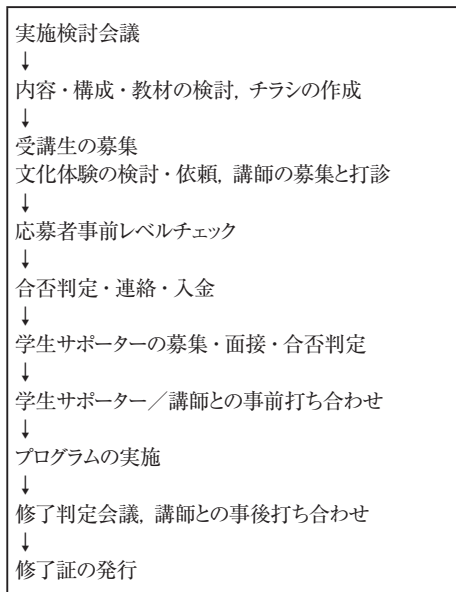 実施検討会議
↓
内容・構成・教材の検討，チラシの作成
↓
受講生の募集
文化体験の検討・依頼，講師の募集と打診
↓
応募者事前レベルチェック
↓
合否判定・連絡・入金
↓
学生サポーターの募集・面接・合否判定
↓
学生サポーター／講師との事前打ち合わせ
↓
プログラムの実施
↓
修了判定会議，講師との事後打ち合わせ
↓
修了証の発行